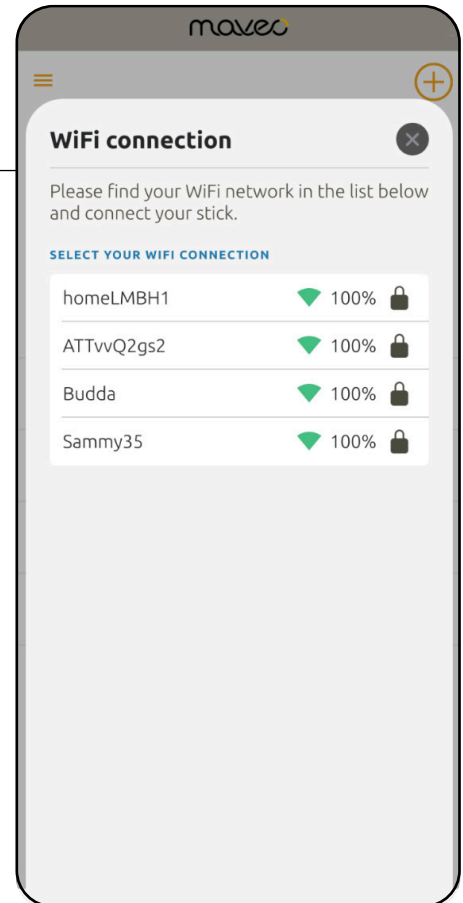 maveo
WiFi connection
Please find your WiFi network in the list below
and connect your stick.
SELECT YOUR WIFI CONNECTION
homeLMBH1 100%
ATTvvQ2gs2 100%
Budda 100%
Sammy35 100%